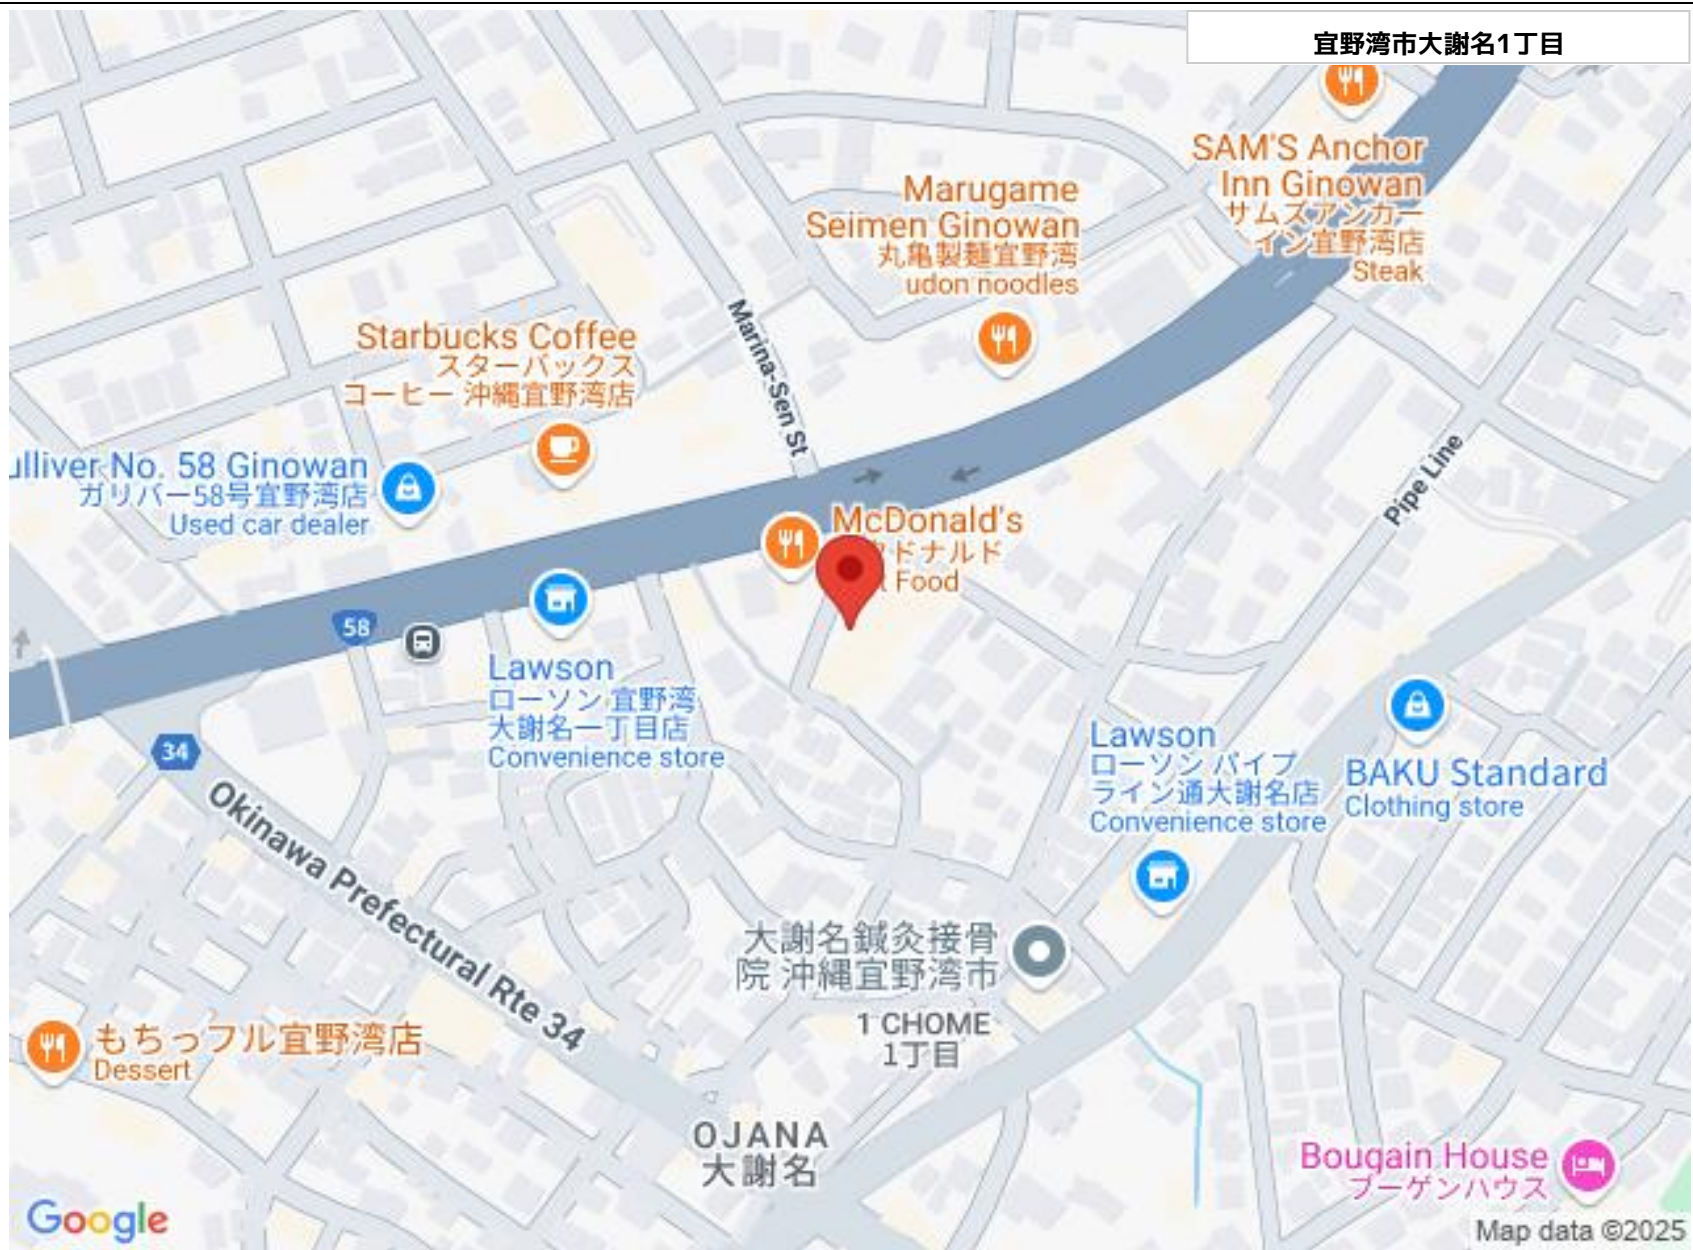 宜野湾市大謝名1丁目
SAM'S Anchor
Inn Ginowan
サムズアンカー
イン宜野湾店
Steak
Marugame
Seimen Ginowan
丸亀製麺宜野湾
udon noodles
Marina-Sen St
Starbucks Coffee
スターバックス
コーヒー 沖縄宜野湾店
ulliver No. 58 Ginowan
ガリバー58号宜野湾店
Used car dealer
Pipe Line
McDonald's
ドナルド
Food
58
Lawson
ローソン 宜野湾
大謝名一丁目店
Convenience store
34
Okinawa Prefectural Rte 34
Lawson
ローソン パイプ
ライン通大謝名店
Convenience store
BAKU Standard
Clothing store
大謝名鍼灸接骨
院 沖縄宜野湾市
1 CHOME
1丁目
もちっフル宜野湾店
Dessert
OJANA
大謝名
Bougain House
ブーゲンハウス
Google
Map data ©2025